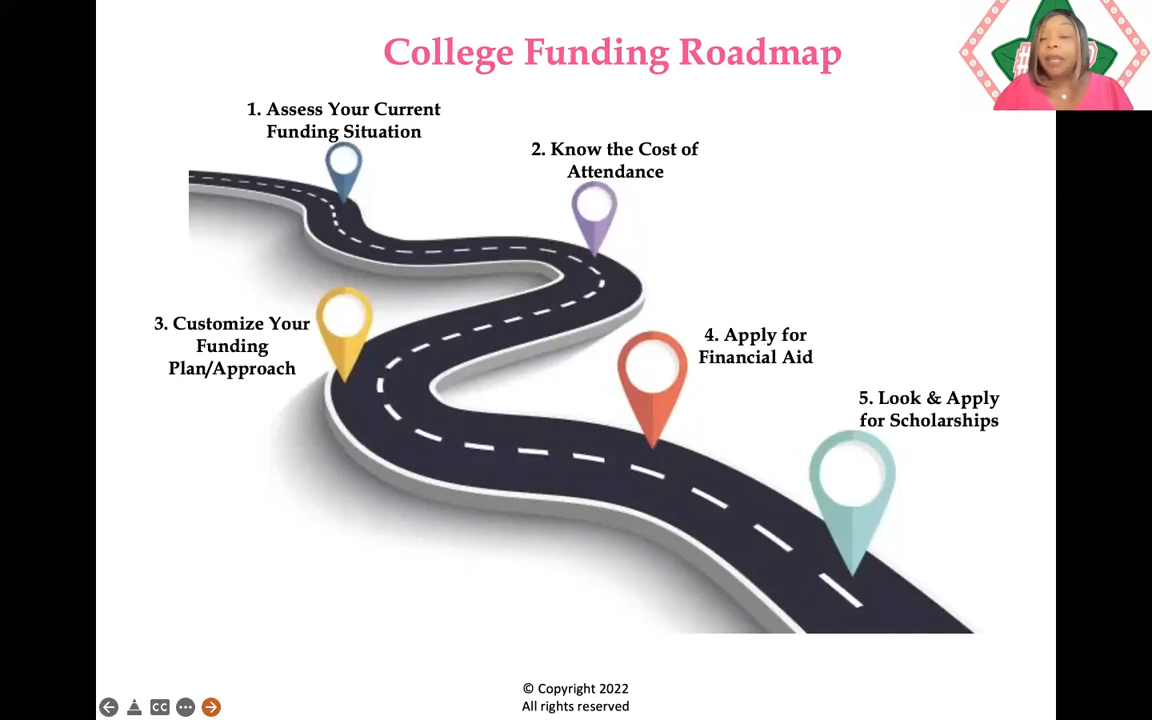 College Funding Roadmap
1. Assess Your Current
Funding Situation
2. Know the Cost of
Attendance
3. Customize Your
Funding
Plan/Approach
4. Apply for
Financial Aid
5. Look & Apply
for Scholarships
© Copyright 2022
All rights reserved
CC